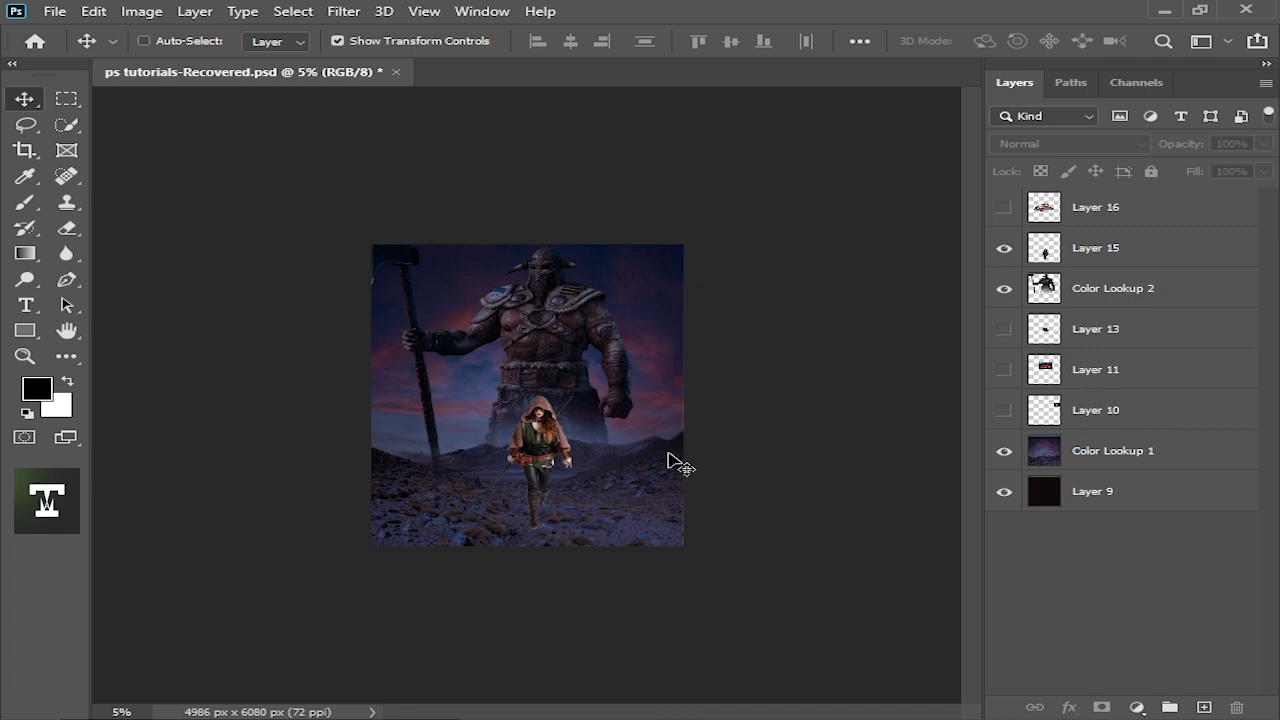 Ps File Edit Image Layer Type Select Filter 3D View Window Help
Auto-Select: Layer Show Transform Controls 3D Mode:
ps tutorials-Recovered.psd @ 5% (RGB/8) *
Layers Paths Channels
Kind
Normal Opacity: 100%
Lock: Fill: 100%
Layer 16
Layer 15
Color Lookup 2
Layer 13
Layer 11
Layer 10
Color Lookup 1
Layer 9
5% 4986 px x 6080 px (72 ppi)